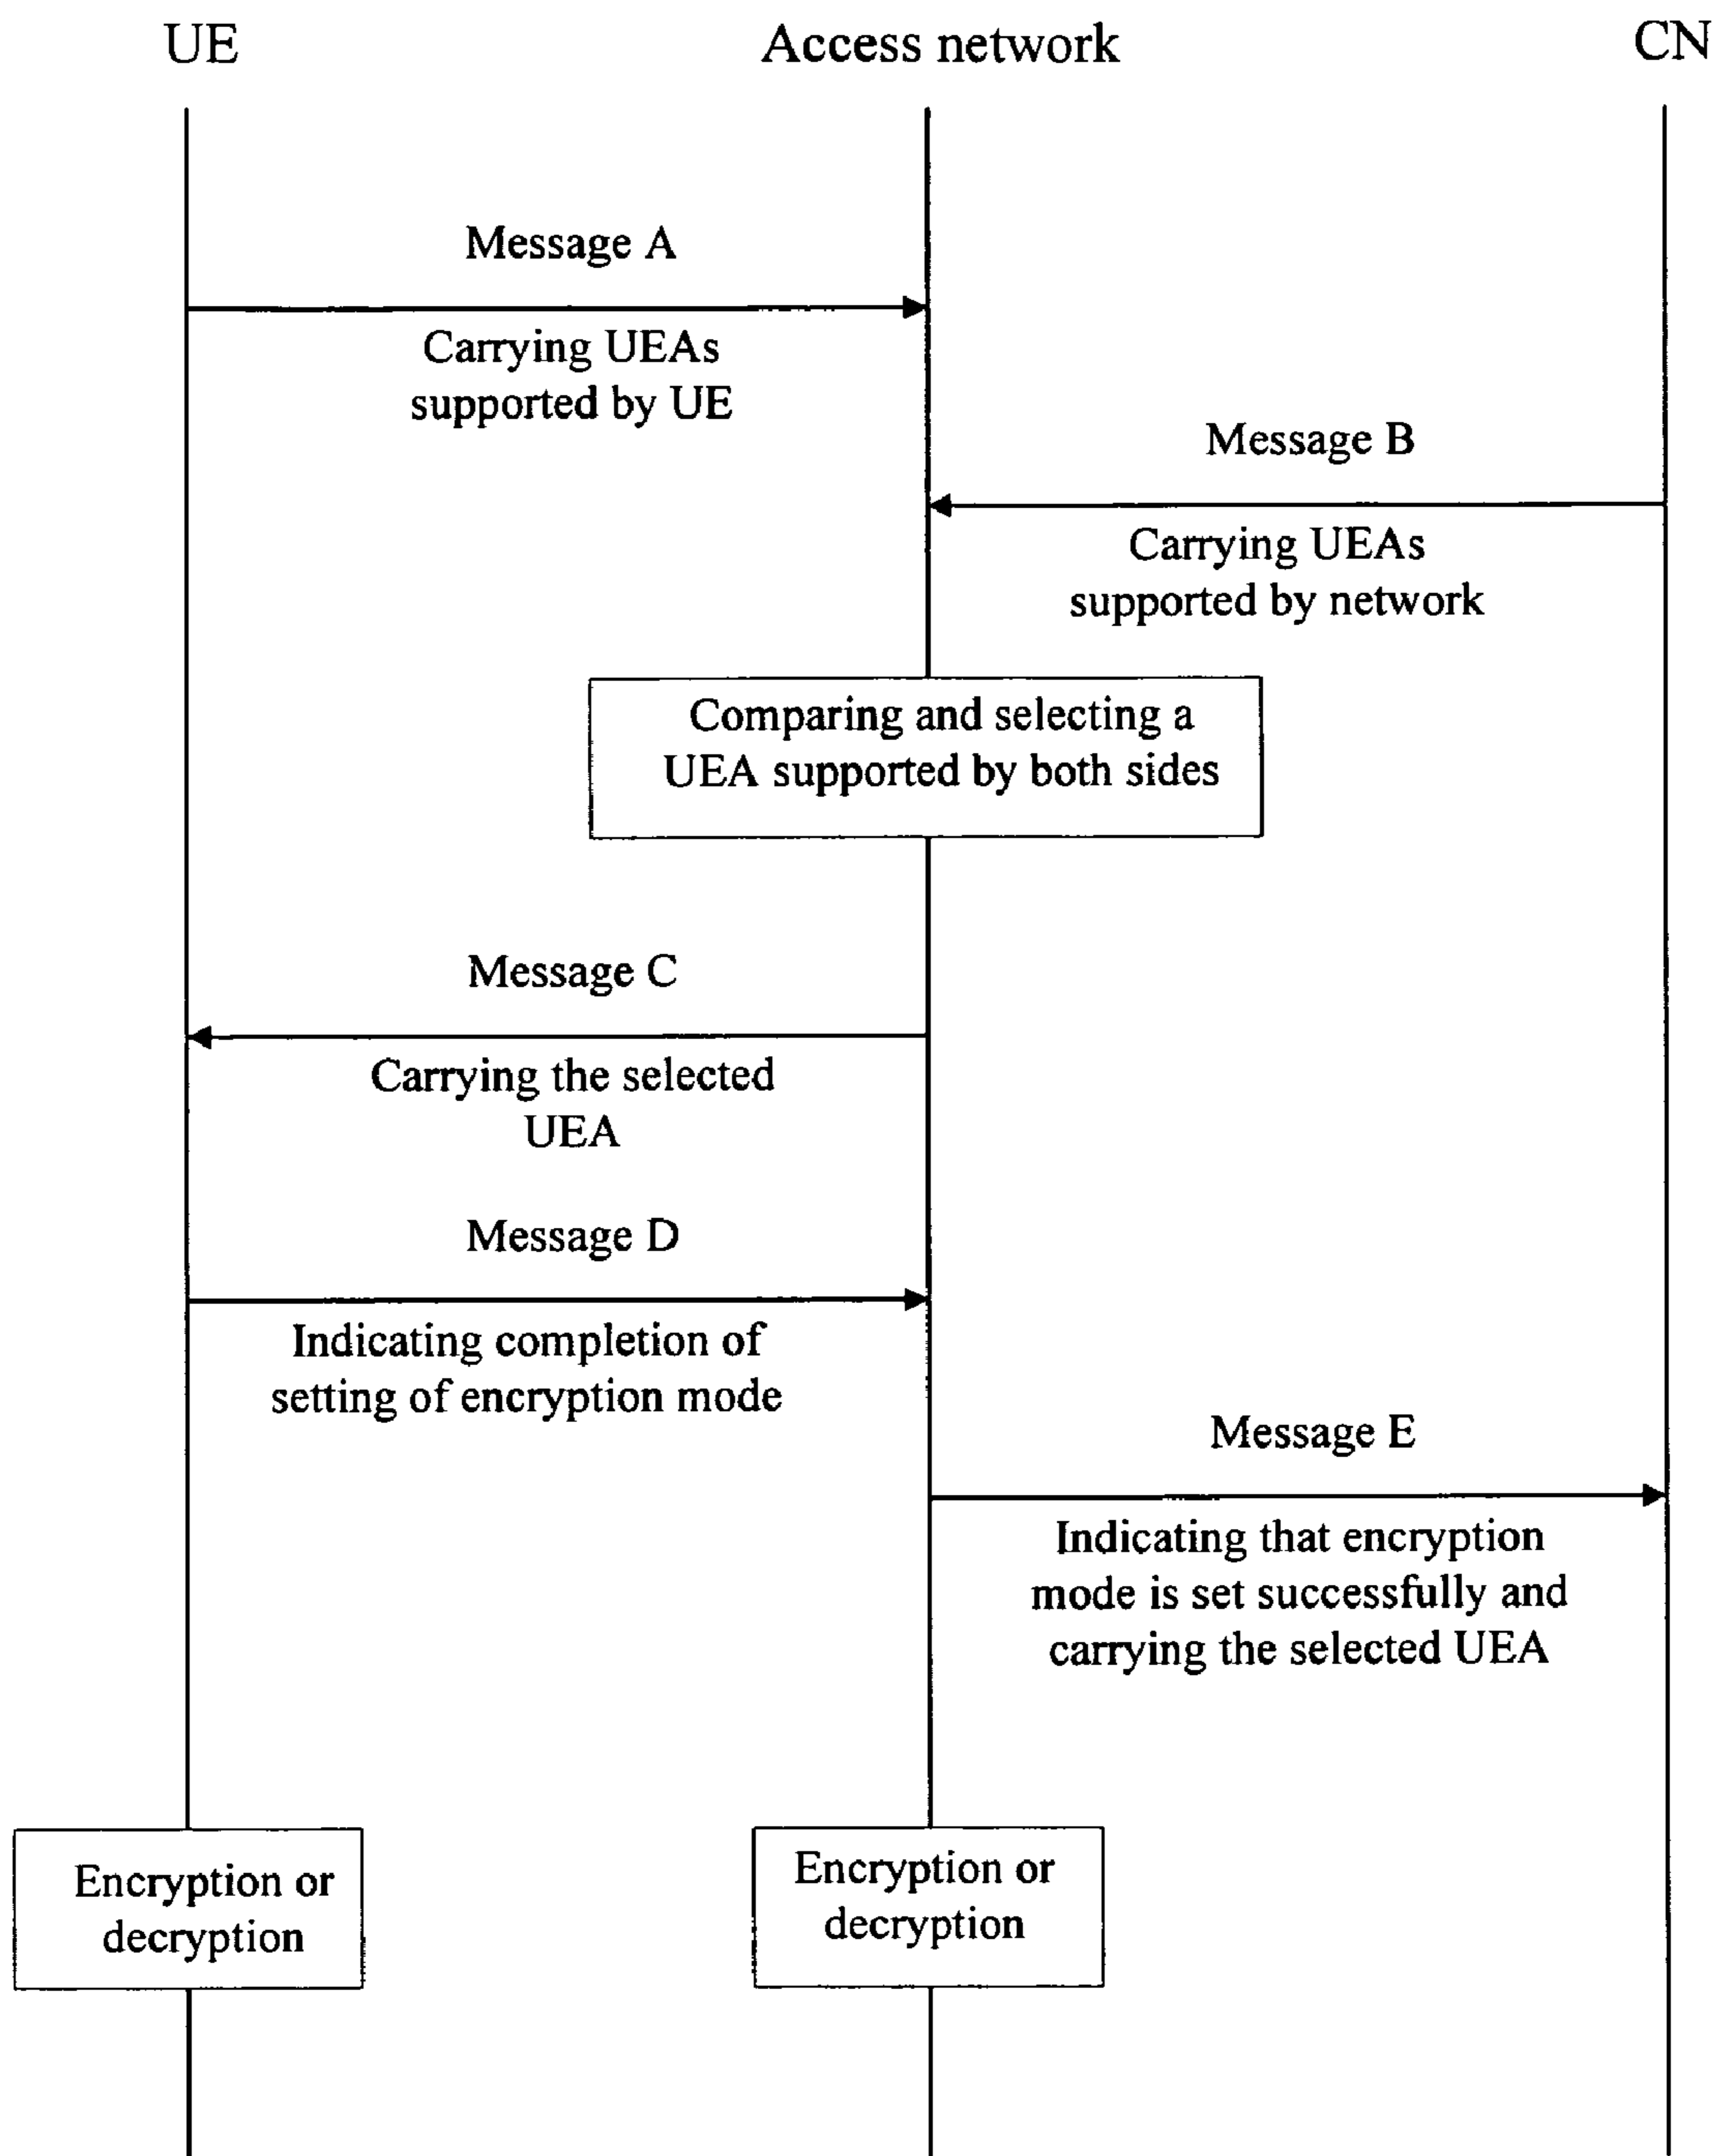 UE
Access network
CN
Message A
Carrying UEAs
supported by UE
Message B
Carrying UEAs
supported by network
Comparing and selecting a
UEA supported by both sides
Message C
Carrying the selected
UEA
Message D
Indicating completion of
setting of encryption mode
Message E
Indicating that encryption
mode is set successfully and
carrying the selected UEA
Encryption or
decryption
Encryption or
decryption